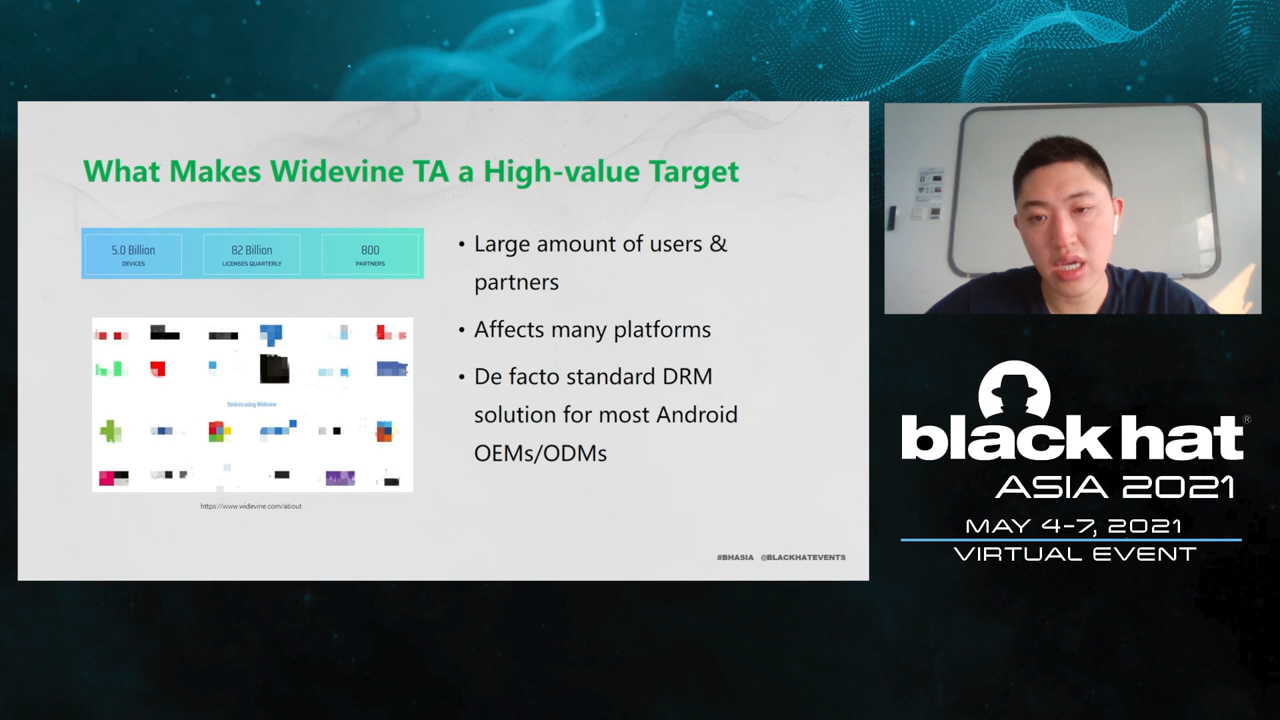 What Makes Widevine TA a High-value Target
5.0 Billion
DEVICES
82 Billion
LICENSES QUARTERLY
800
PARTNERS
Devices using Widevine
https://www.widevine.com/about
• Large amount of users &
partners
• Affects many platforms
• De facto standard DRM
solution for most Android
OEMs/ODMs
#BHASIA @BLACKHATEVENTS
black hat®
ASIA 2021
MAY 4-7, 2021
VIRTUAL EVENT